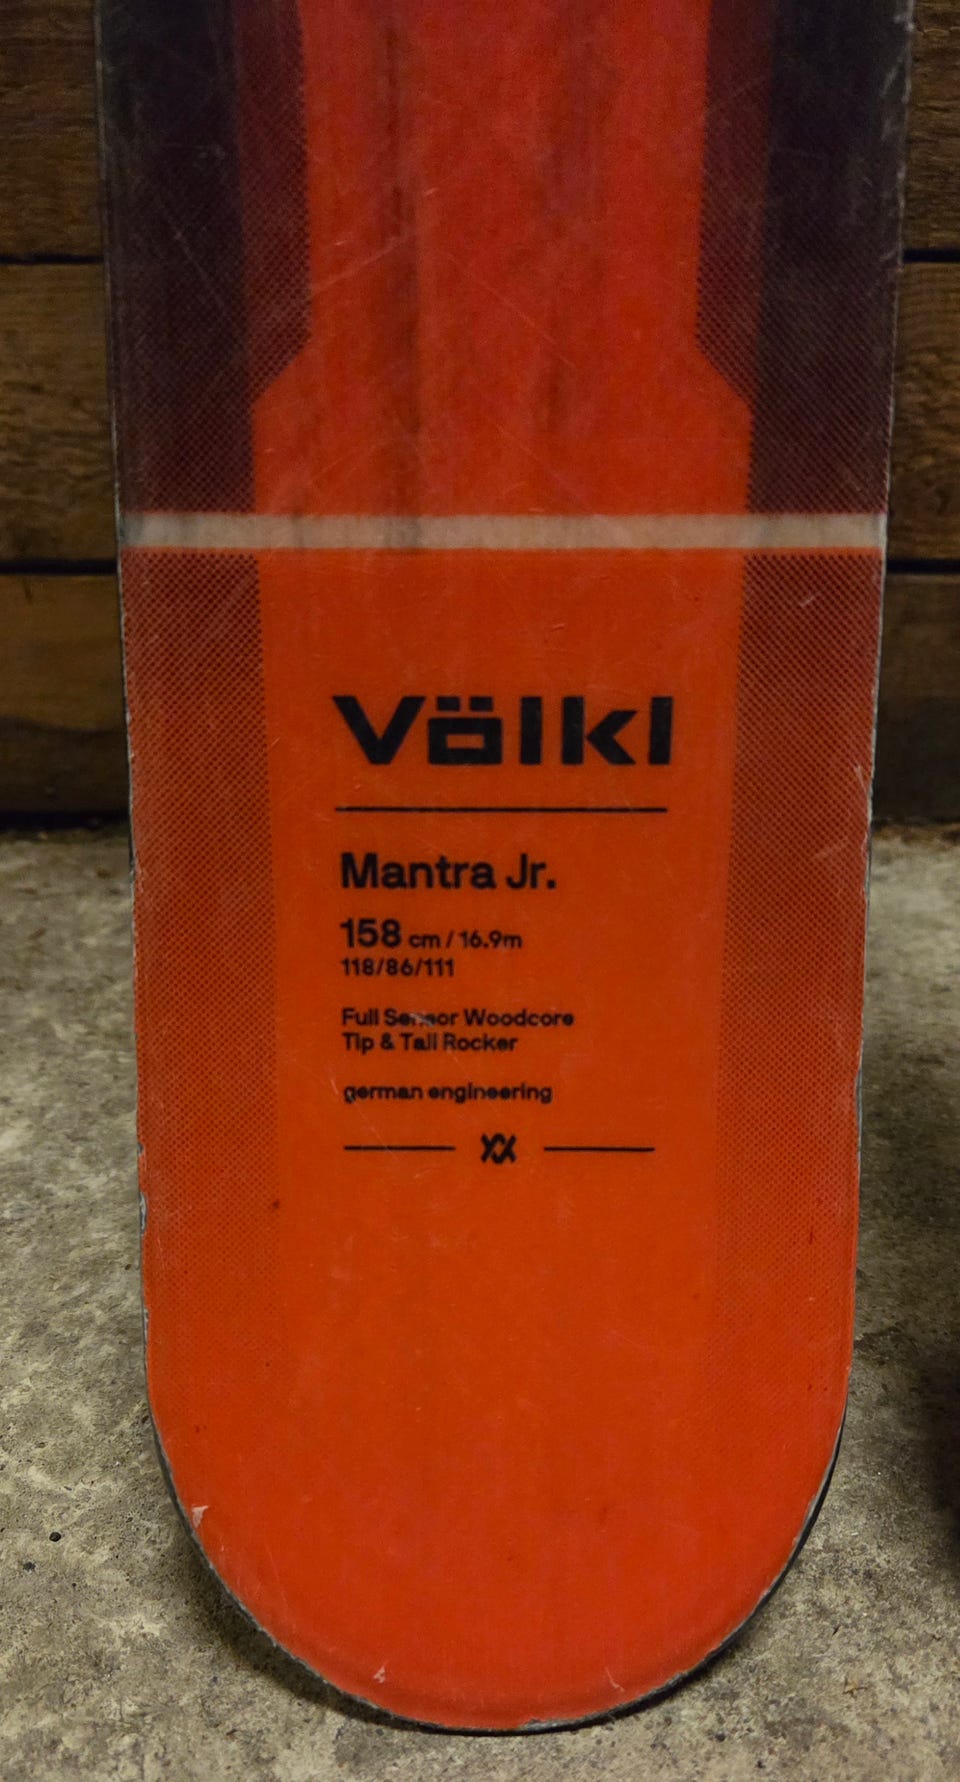 Völkl
Mantra Jr.
158 cm / 16.9m
118/86/111
Full Sensor Woodcore
Tip & Tail Rocker
german engineering